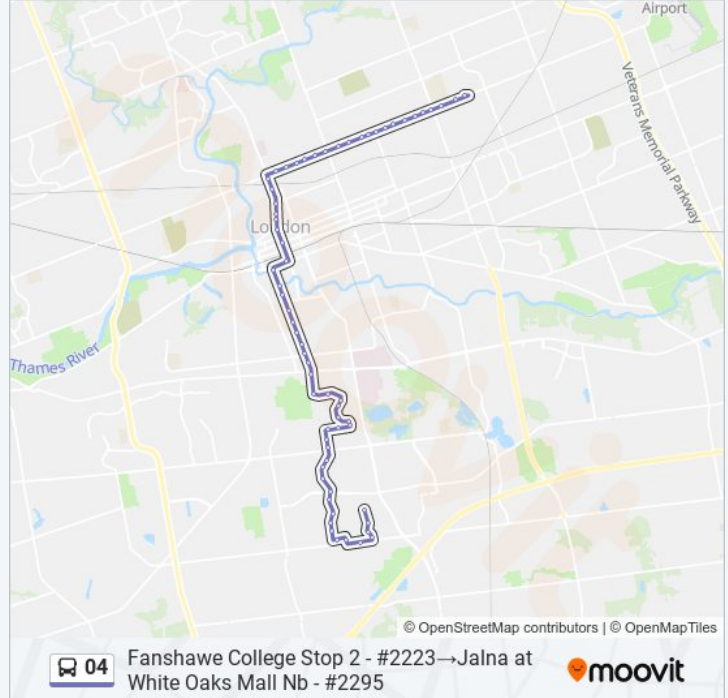 Airport
Veterans Memorial Parkway
London
Thames River
© OpenStreetMap contributors | © OpenMapTiles
04
Fanshawe College Stop 2 - #2223→Jalna at
White Oaks Mall Nb - #2295
moovit